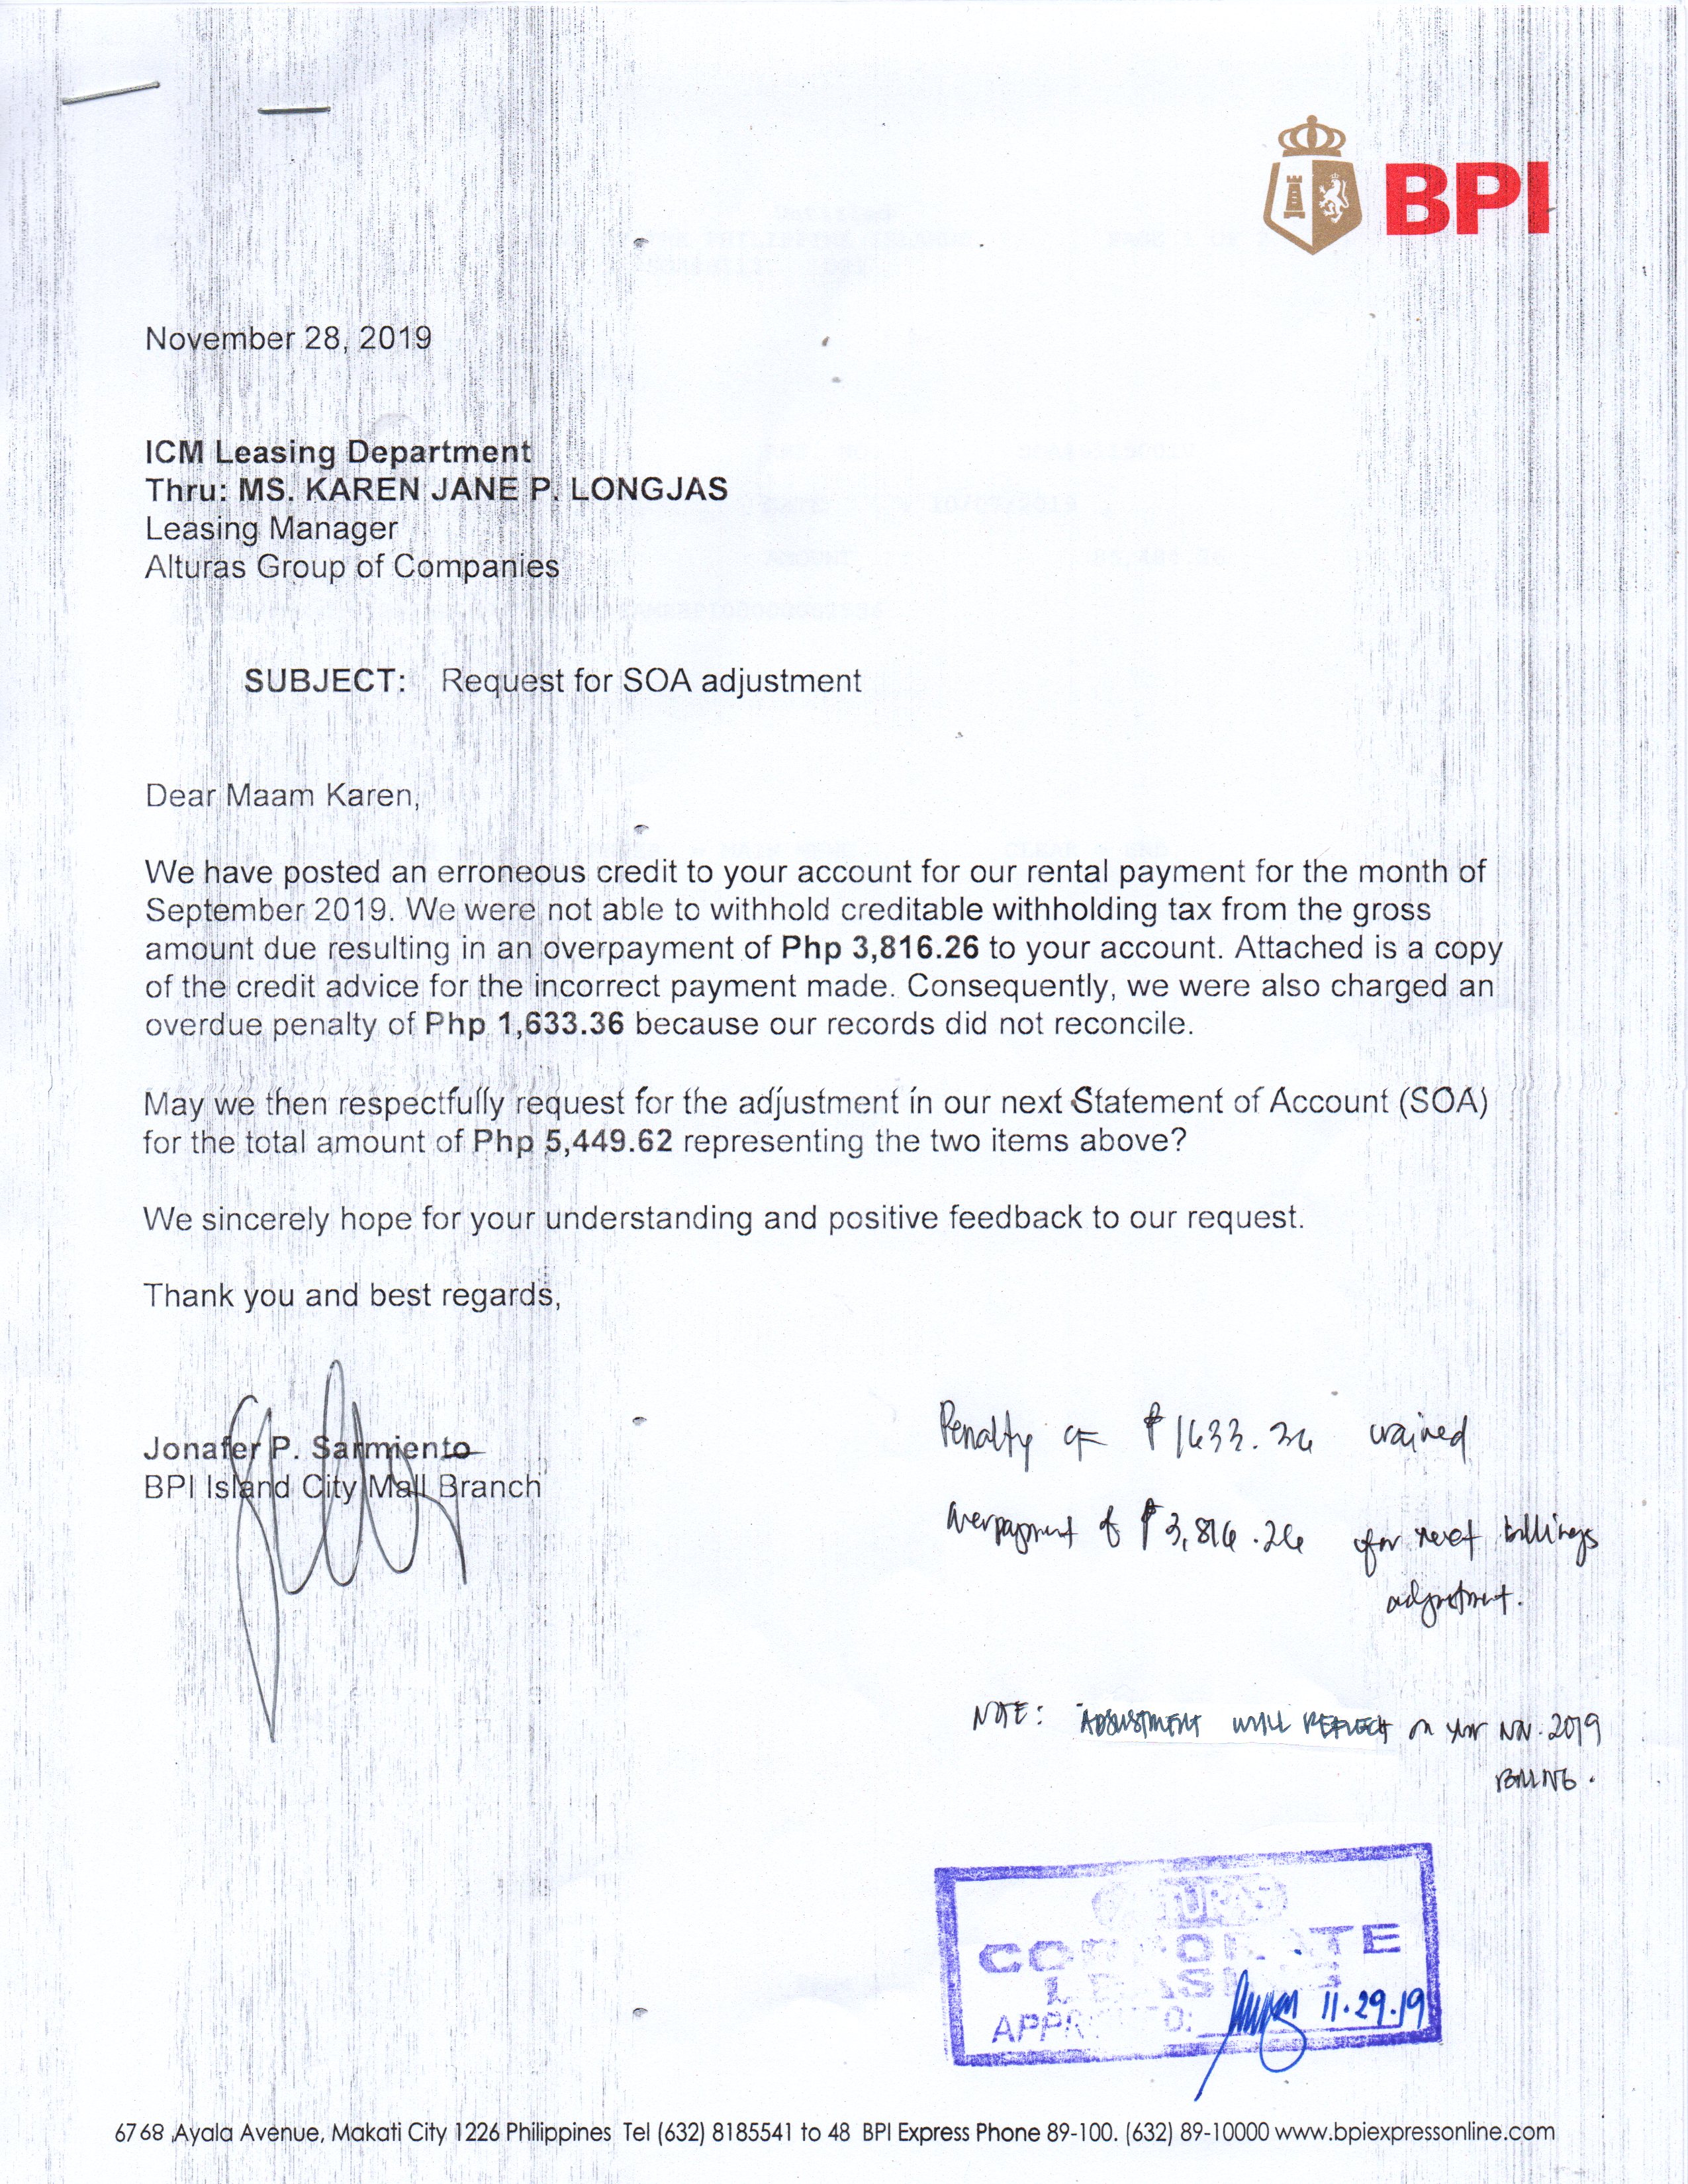 BPI
November 28, 2019
ICM Leasing Department
Thru: MS. KAREN JANE P. LONGJAS
Leasing Manager
Alturas Group of Companies
SUBJECT: Request for SOA adjustment
Dear Maam Karen,
We have posted an erroneous credit to your account for our rental payment for the month of
September 2019. We were not able to withhold creditable withholding tax from the gross
amount due resulting in an overpayment of Php 3,816.26 to your account. Attached is a copy
of the credit advice for the incorrect payment made. Consequently, we were also charged an
overdue penalty of Php 1,633.36 because our records did not reconcile.
May we then respectfully request for the adjustment in our next Statement of Account (SOA)
for the total amount of Php 5,449.62 representing the two items above?
We sincerely hope for your understanding and positive feedback to our request.
Thank you and best regards,
Jonafer P. Sarmiento
BPI Island City Mall Branch
Penalty of ₱1633.36 waived
Overpayment of ₱3,816.26 for next billings
adjustment.
NOTE: ADJUSTMENT WILL REFLECT on your NOV. 2019
BILLING.
ALTURAS
CORPORATE
LEASING
APPROVED: 11.29.19
6768 Ayala Avenue, Makati City 1226 Philippines Tel (632) 8185541 to 48 BPI Express Phone 89-100. (632) 89-10000 www.bpiexpressonline.com